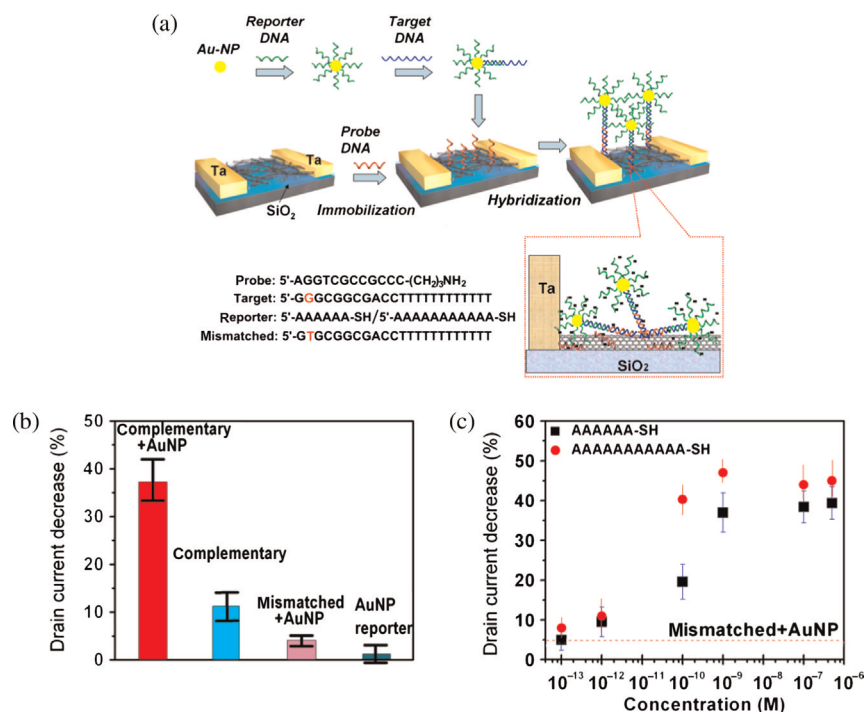 (a)
Reporter
DNA
Target
DNA
Au-NP
Probe
DNA
Ta
Ta
SiO₂
Immobilization
Hybridization
Probe: 5'-AGGTCGCCGCCC-(CH₂)₃NH₂
Target: 5'-GGGCGGCGACCTTTTTTTTTTTT
Reporter: 5'-AAAAAA-SH/5'-AAAAAAAAAAAA-SH
Mismatched: 5'-GTGCGGCGACCTTTTTTTTTTTT
Ta
SiO₂
(b)
Drain current decrease (%)
50
40
30
20
10
0
Complementary
+AuNP
Complementary
Mismatched
+AuNP
AuNP
reporter
(c)
Drain current decrease (%)
60
50
40
30
20
10
0
AAAAAA-SH
AAAAAAAAAAAA-SH
Mismatched+AuNP
10⁻¹³ 10⁻¹² 10⁻¹¹ 10⁻¹⁰ 10⁻⁹ 10⁻⁸ 10⁻⁷ 10⁻⁶
Concentration (M)